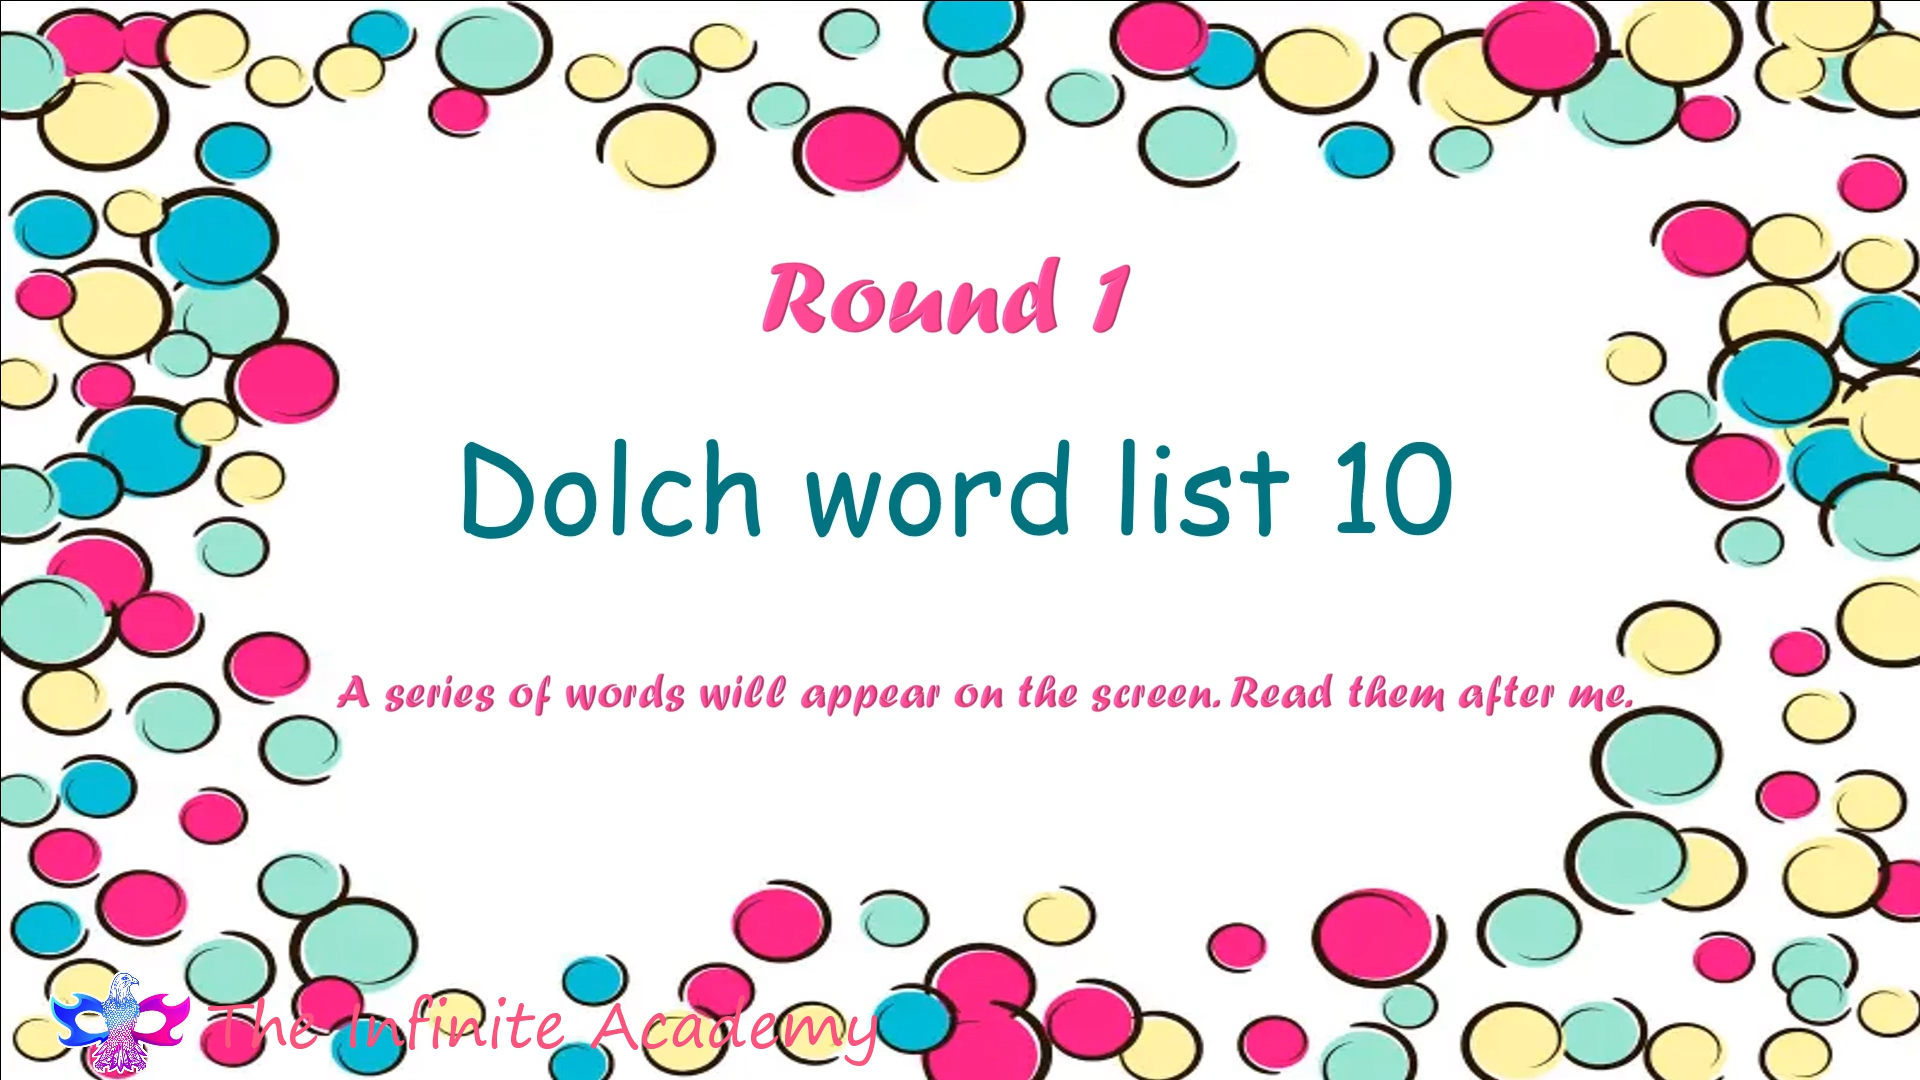 Round 1
Dolch word list 10
A series of words will appear on the screen. Read them after me.
The Infinite Academy